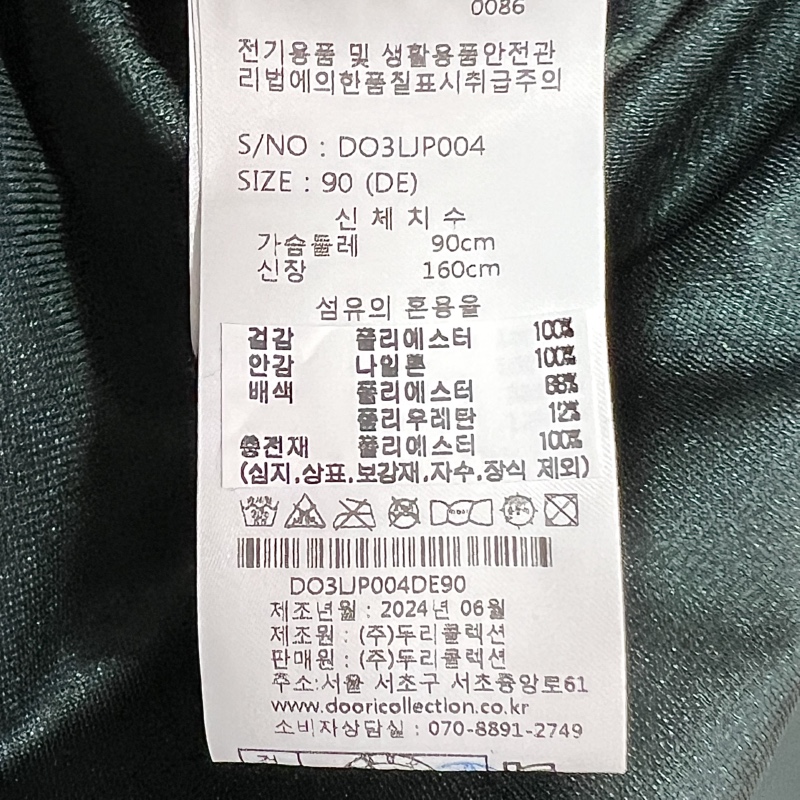 0086
전기용품 및 생활용품안전관
리법에의한품질표시취급주의
S/NO : DO3LJP004
SIZE : 90 (DE)
신 체 치 수
가슴둘레 90cm
신장 160cm
섬유의 혼용율
겉감 폴리에스터 100%
안감 나일론 100%
배색 폴리에스터 88%
폴리우레탄 12%
충전재 폴리에스터 100%
(심지,상표,보강재,자수,장식 제외)
DO3LJP004DE90
제조년월 : 2024년 06월
제조원 : (주)두리콜렉션
판매원 : (주)두리콜렉션
주소:서울 서초구 서초중앙로61
www.dooricollection.co.kr
소비자상담실 : 070-8891-2749